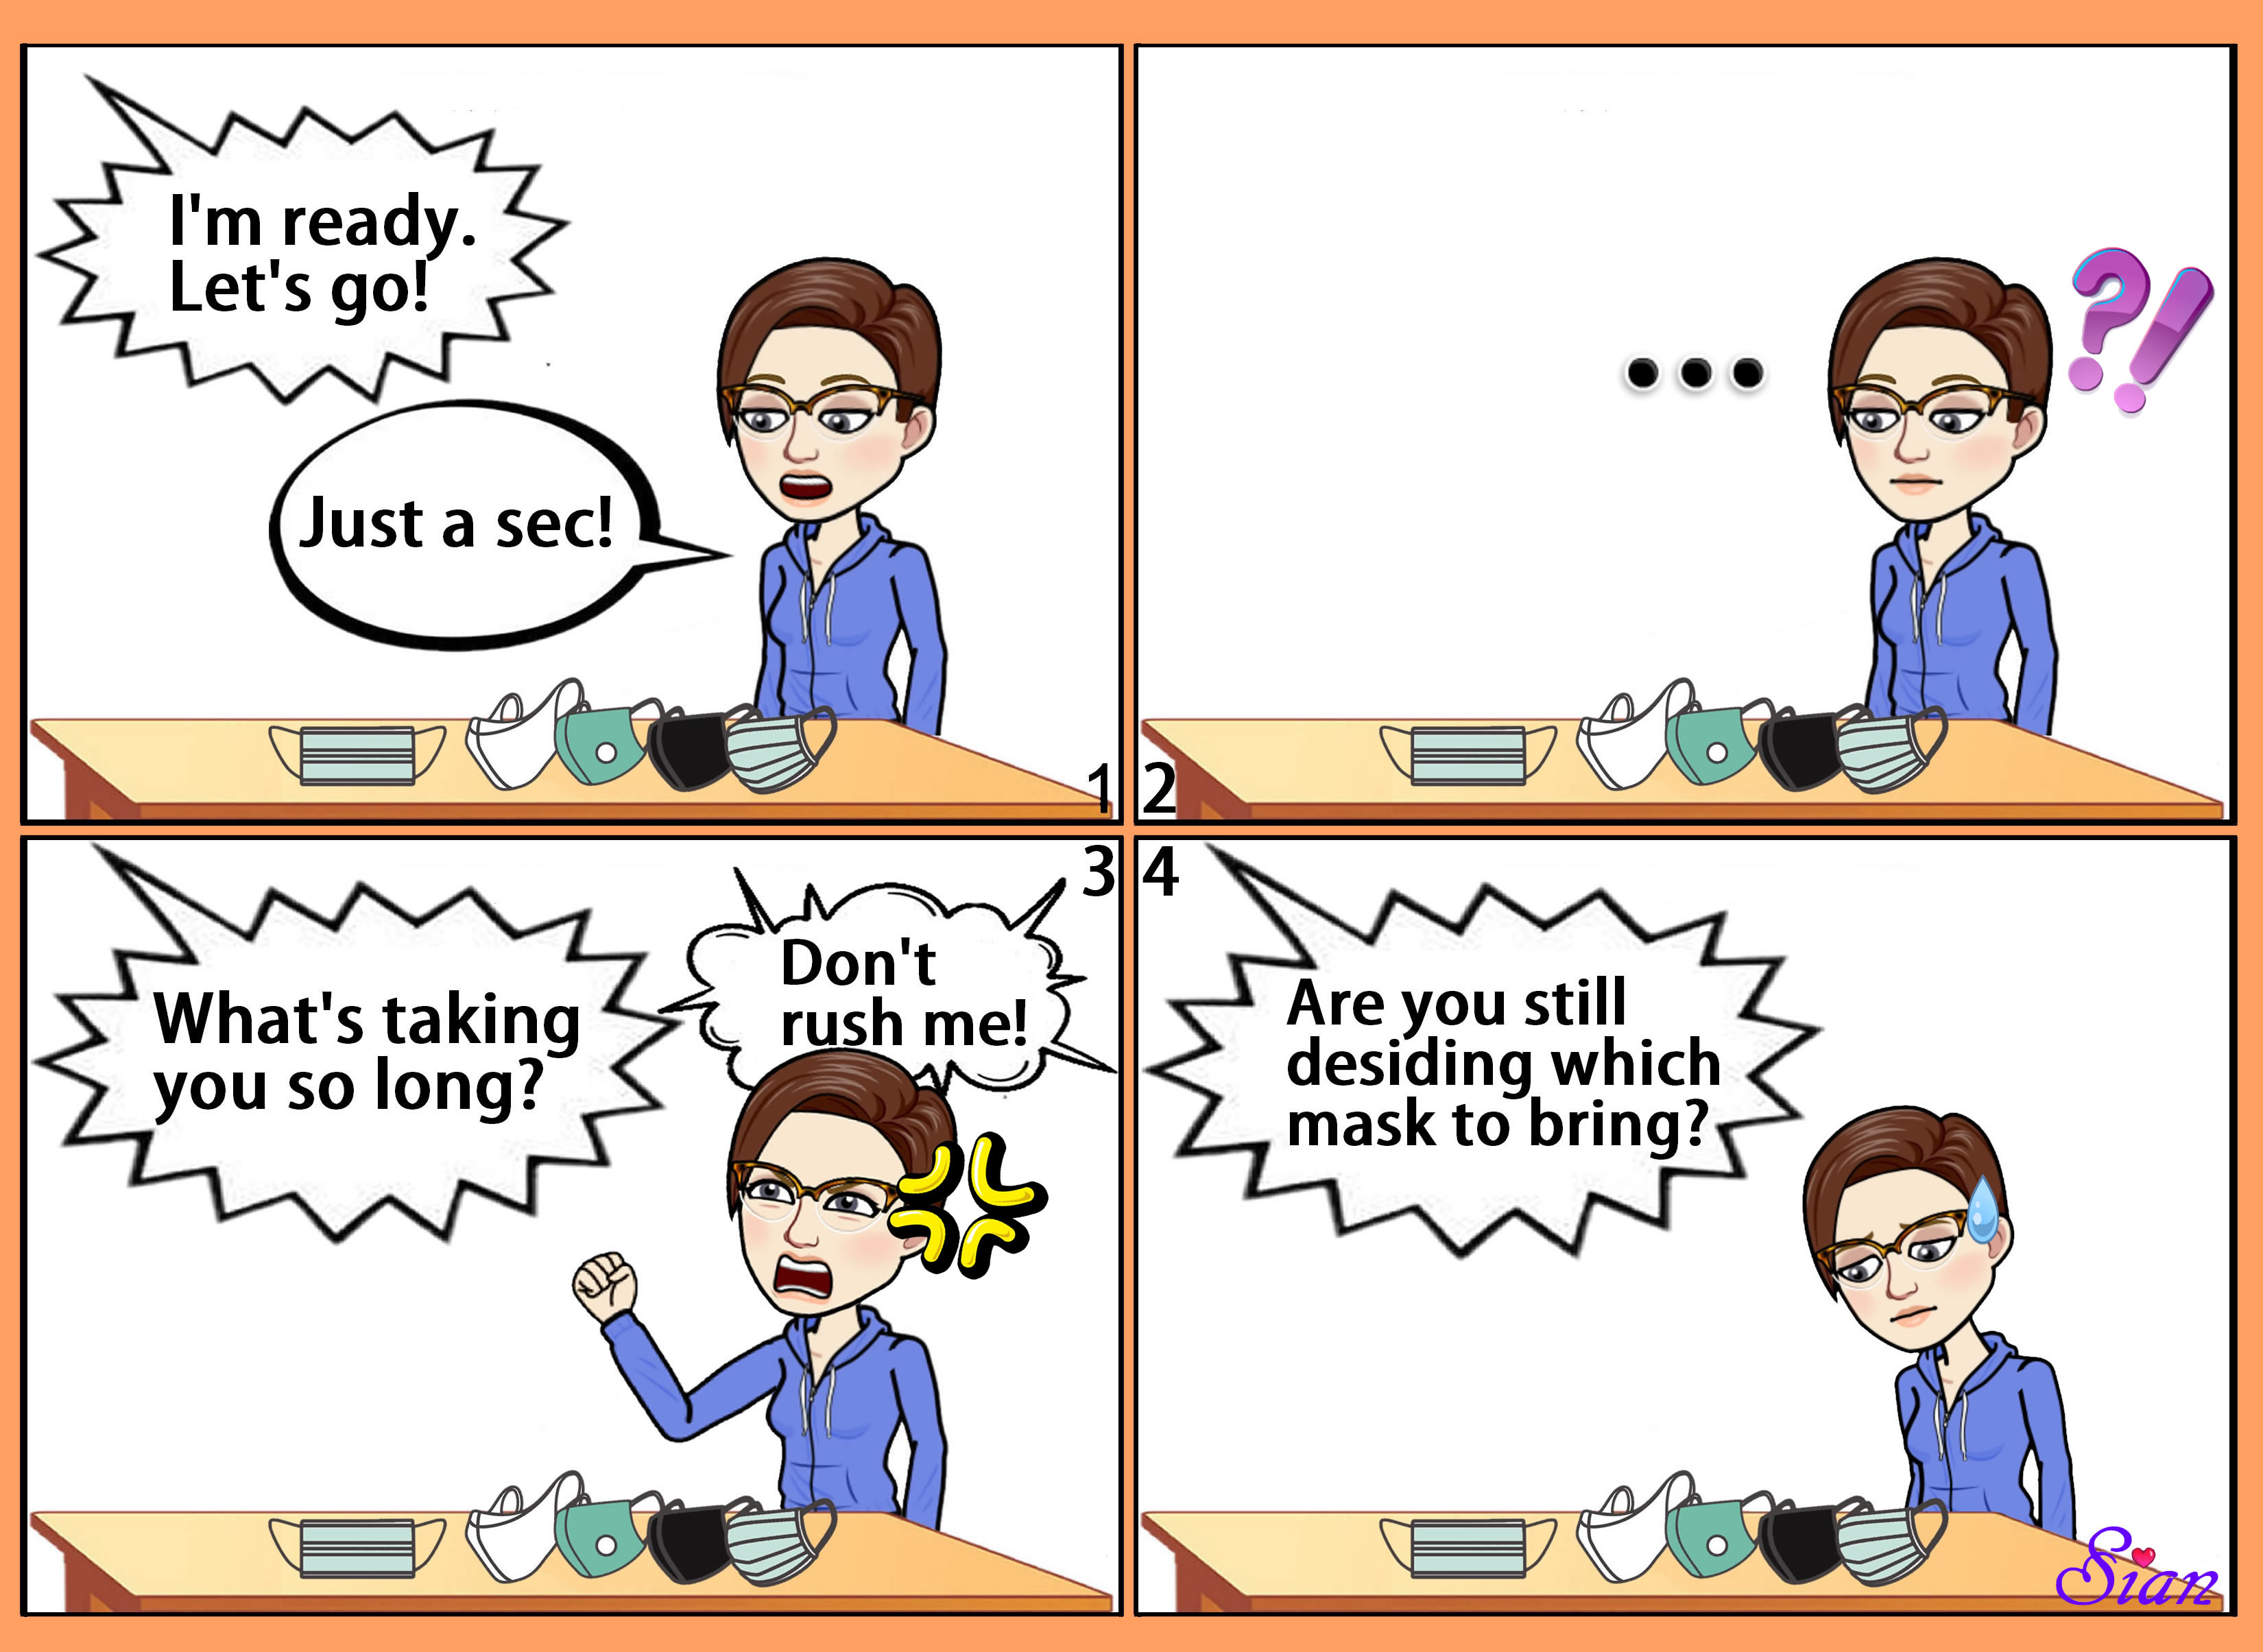 I'm ready.
Let's go!
Just a sec!
1
...
?!
2
What's taking
you so long?
Don't
rush me!
3
4
Are you still
desiding which
mask to bring?
Sian